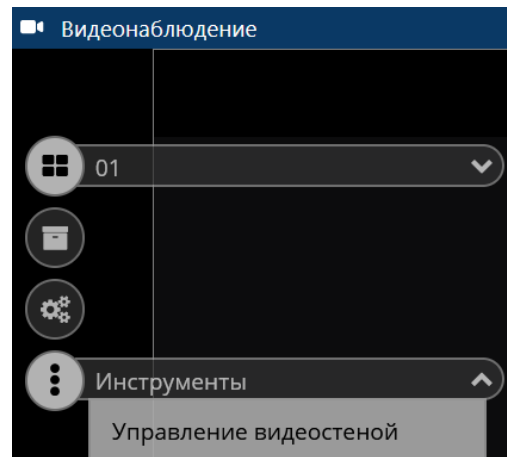 Видеонаблюдение
01
Инструменты
Управление видеостеной